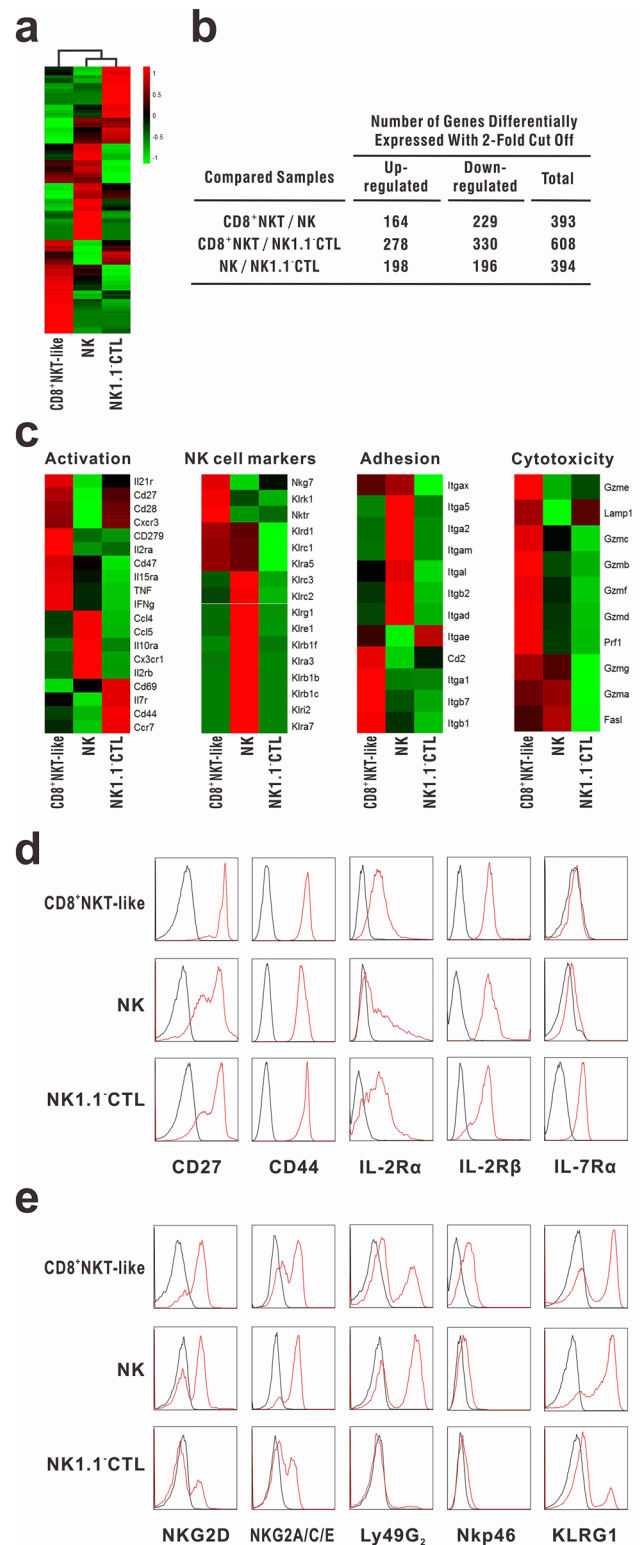 a
1
0.5
0
-0.5
-1
CD8⁺NKT-like
NK
NK1.1⁻CTL
b
Number of Genes Differentially
Expressed With 2-Fold Cut Off
Compared Samples
Up-
regulated
Down-
regulated
Total
CD8⁺NKT / NK 164 229 393
CD8⁺NKT / NK1.1⁻CTL 278 330 608
NK / NK1.1⁻CTL 198 196 394
c
Activation
Il21r
Cd27
Cd28
Cxcr3
CD279
Il2ra
Cd47
Il15ra
TNF
IFNg
Ccl4
Ccl5
Il10ra
Cx3cr1
Il2rb
Cd69
Il7r
Cd44
Ccr7
CD8⁺NKT-like
NK
NK1.1⁻CTL
NK cell markers
Nkg7
Klrk1
Nktr
Klrd1
Klrc1
Klra5
Klrc3
Klrc2
Klrg1
Klre1
Klrb1f
Klra3
Klrb1b
Klrb1c
Klri2
Klra7
CD8⁺NKT-like
NK
NK1.1⁻CTL
Adhesion
Itgax
Itga5
Itga2
Itgam
Itgal
Itgb2
Itgad
Itgae
Cd2
Itga1
Itgb7
Itgb1
CD8⁺NKT-like
NK
NK1.1⁻CTL
Cytotoxicity
Gzme
Lamp1
Gzmc
Gzmb
Gzmf
Gzmd
Prf1
Gzmg
Gzma
Fasl
CD8⁺NKT-like
NK
NK1.1⁻CTL
d
CD8⁺NKT-like
NK
NK1.1⁻CTL
CD27 CD44 IL-2Rα IL-2Rβ IL-7Rα
e
CD8⁺NKT-like
NK
NK1.1⁻CTL
NKG2D NKG2A/C/E Ly49G₂ Nkp46 KLRG1